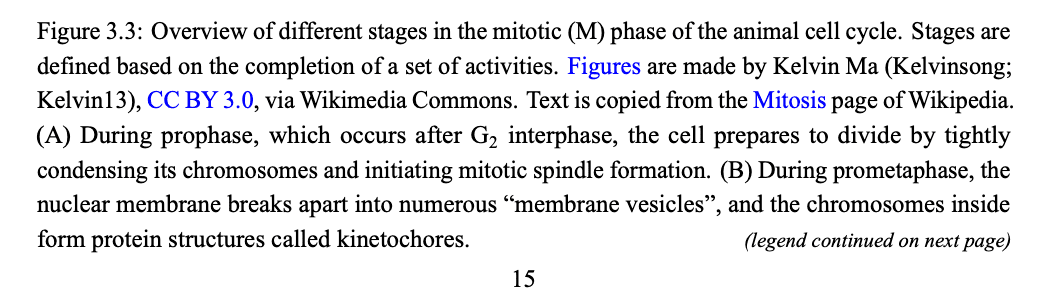 Figure 3.3: Overview of different stages in the mitotic (M) phase of the animal cell cycle. Stages are
defined based on the completion of a set of activities. Figures are made by Kelvin Ma (Kelvinsong;
Kelvin13), CC BY 3.0, via Wikimedia Commons. Text is copied from the Mitosis page of Wikipedia.
(A) During prophase, which occurs after G₂ interphase, the cell prepares to divide by tightly
condensing its chromosomes and initiating mitotic spindle formation. (B) During prometaphase, the
nuclear membrane breaks apart into numerous “membrane vesicles”, and the chromosomes inside
form protein structures called kinetochores. (legend continued on next page)
15